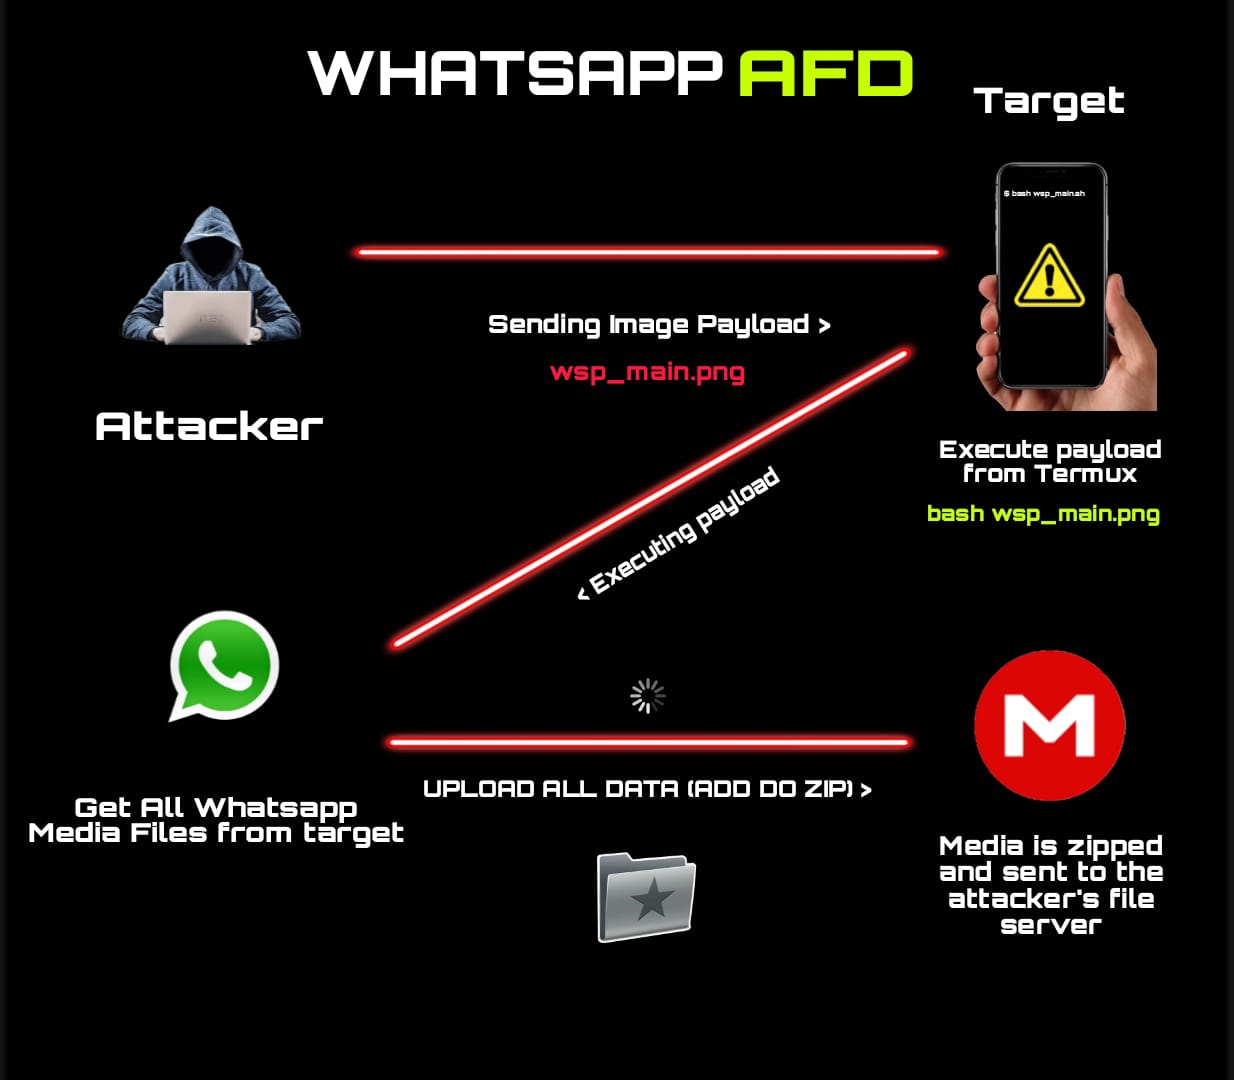 WHATSAPP AFD
Target
$ bash wsp_main.sh
Sending Image Payload >
wsp_main.png
Attacker
Execute payload
from Termux
bash wsp_main.png
< Executing payload
UPLOAD ALL DATA (ADD DO ZIP) >
Get All Whatsapp
Media Files from target
M
Media is zipped
and sent to the
attacker's file
server